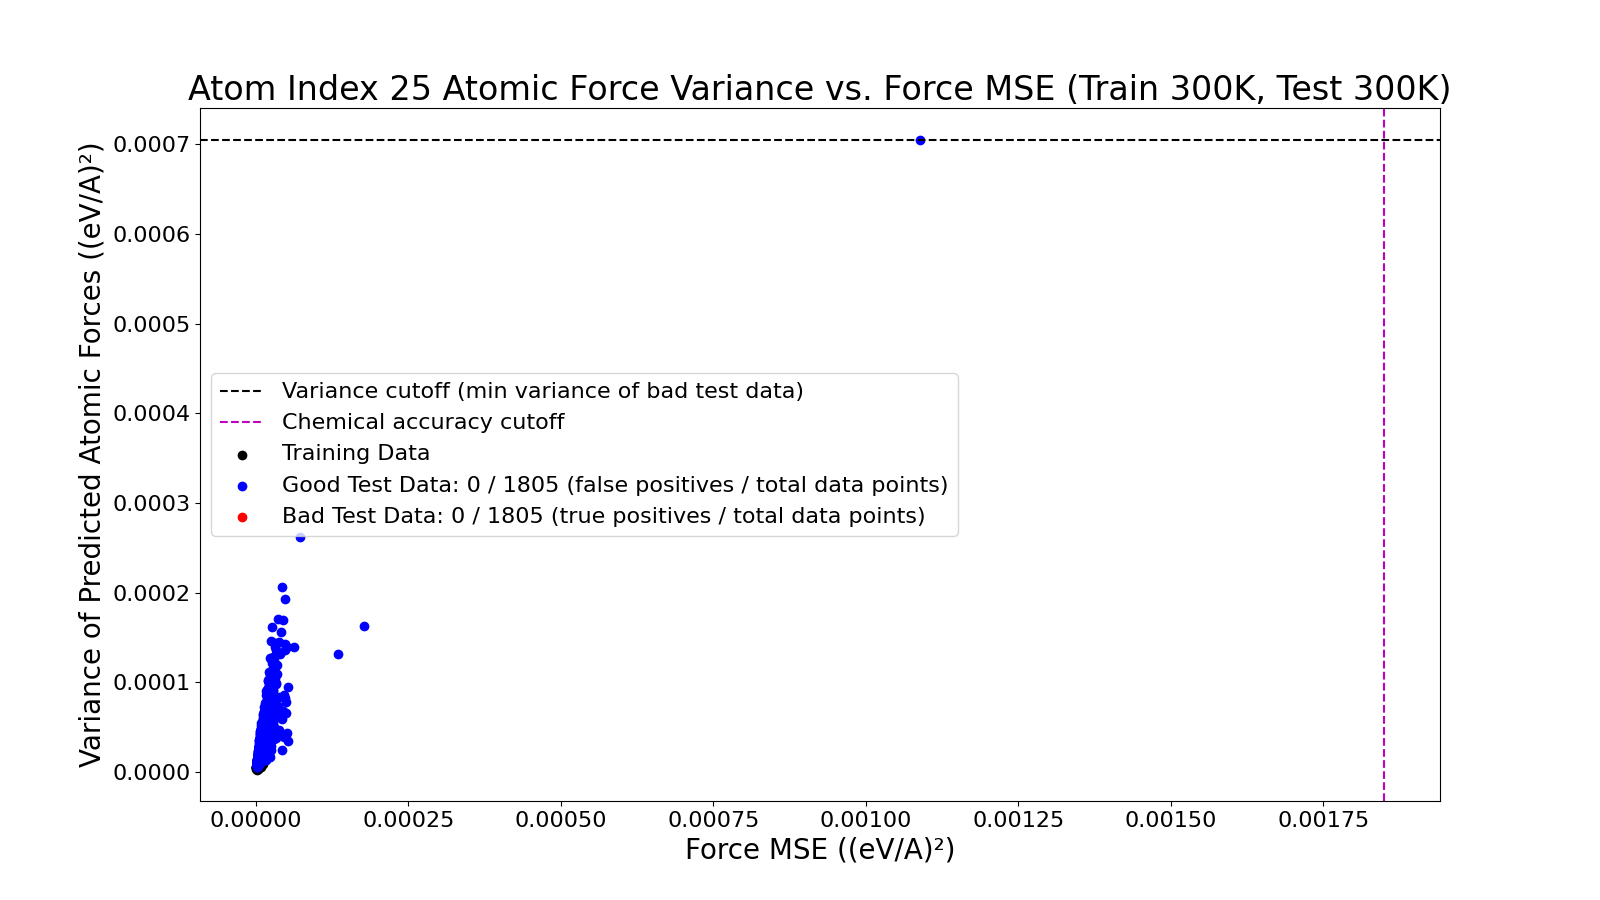 Atom Index 25 Atomic Force Variance vs. Force MSE (Train 300K, Test 300K)
Variance of Predicted Atomic Forces ((eV/A)²)
0.0007
0.0006
0.0005
0.0004
0.0003
0.0002
0.0001
0.0000
Variance cutoff (min variance of bad test data)
Chemical accuracy cutoff
Training Data
Good Test Data: 0 / 1805 (false positives / total data points)
Bad Test Data: 0 / 1805 (true positives / total data points)
0.00000 0.00025 0.00050 0.00075 0.00100 0.00125 0.00150 0.00175
Force MSE ((eV/A)²)